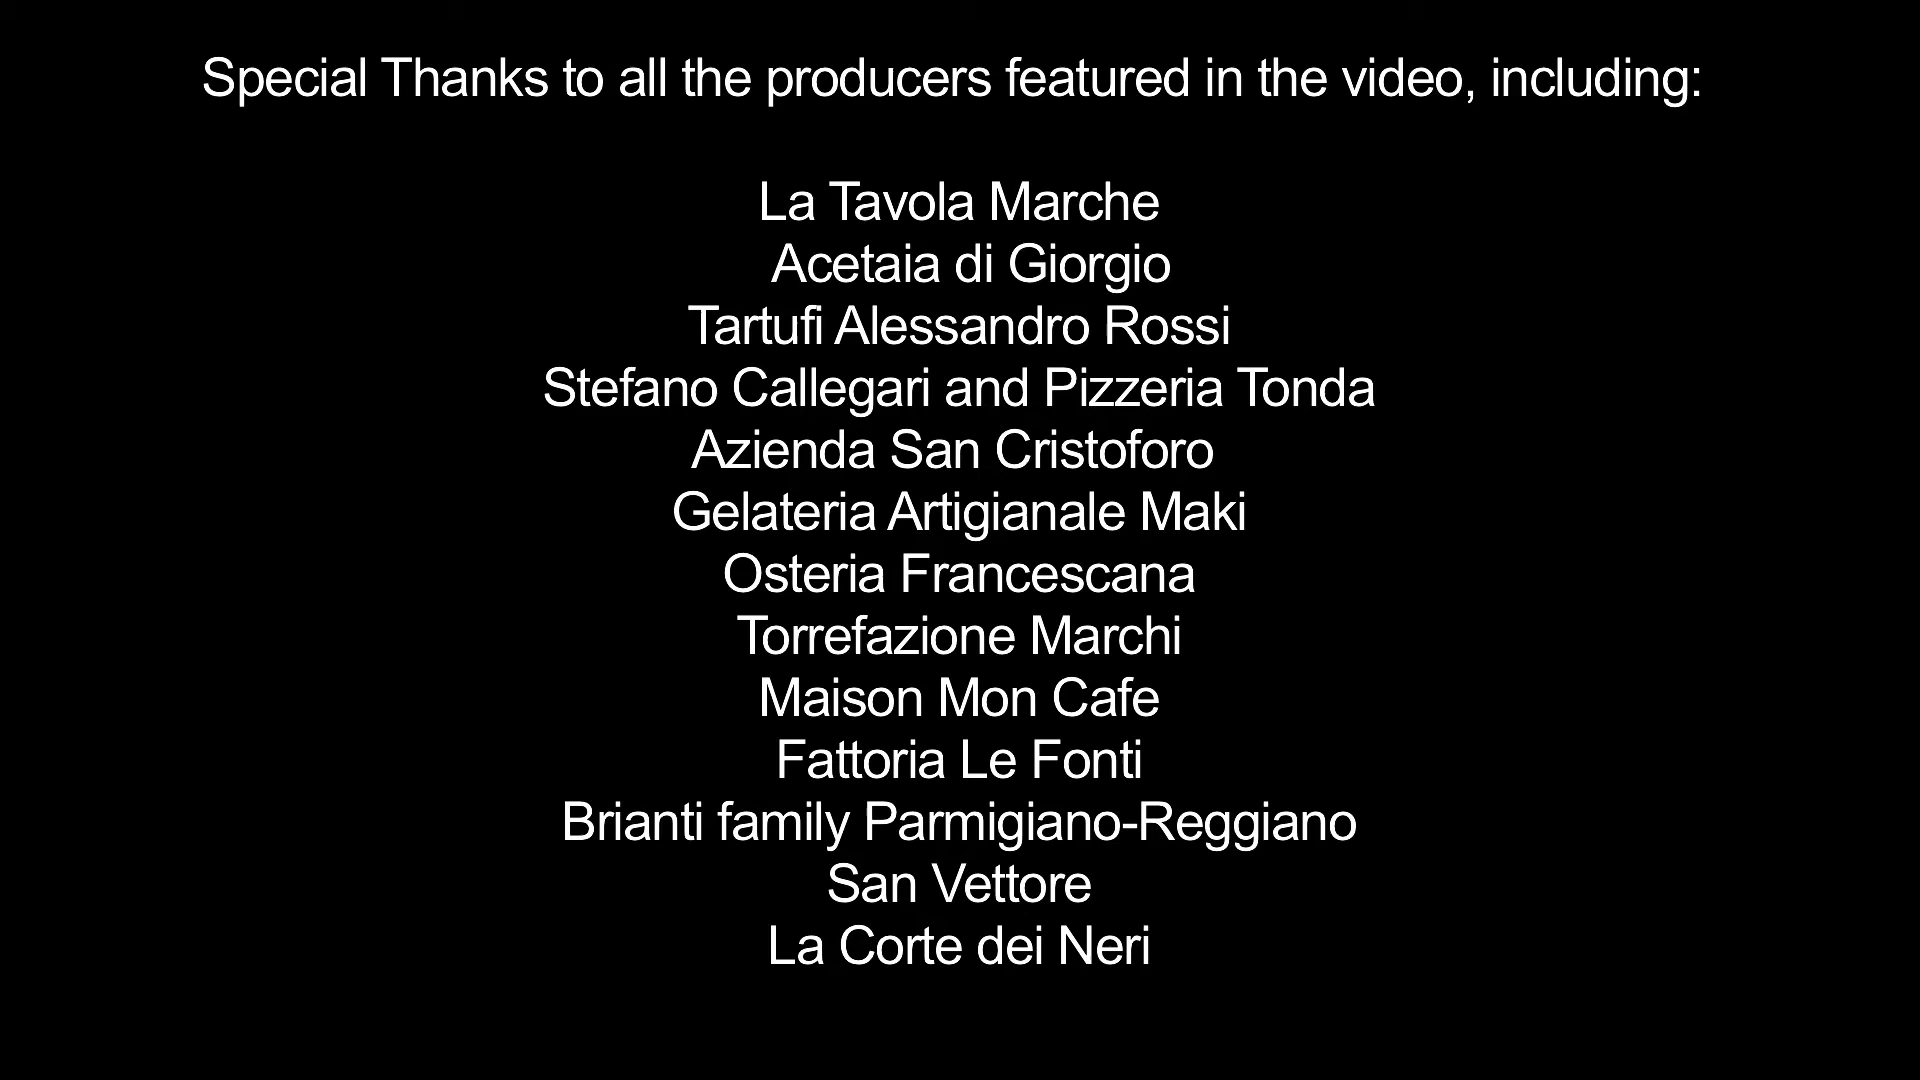 Special Thanks to all the producers featured in the video, including:
La Tavola Marche
Acetaia di Giorgio
Tartufi Alessandro Rossi
Stefano Callegari and Pizzeria Tonda
Azienda San Cristoforo
Gelateria Artigianale Maki
Osteria Francescana
Torrefazione Marchi
Maison Mon Cafe
Fattoria Le Fonti
Brianti family Parmigiano-Reggiano
San Vettore
La Corte dei Neri